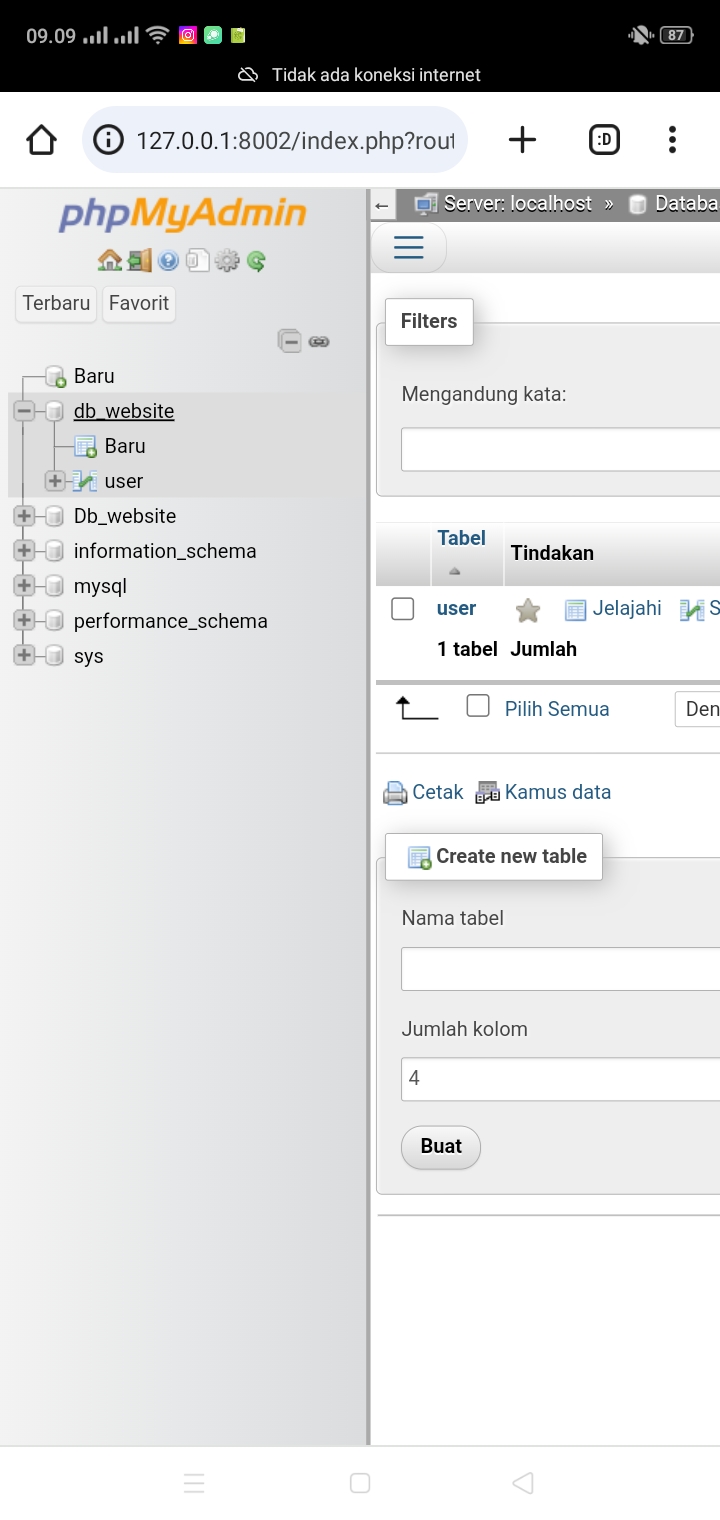 09.09
87
Tidak ada koneksi internet
127.0.0.1:8002/index.php?rout
:D
phpMyAdmin
Terbaru
Favorit
Baru
db_website
Baru
user
Db_website
information_schema
mysql
performance_schema
sys
← Server: localhost » Databa
Filters
Mengandung kata:
Tabel Tindakan
user Jelajahi S
1 tabel Jumlah
Pilih Semua Den
Cetak Kamus data
Create new table
Nama tabel
Jumlah kolom
4
Buat